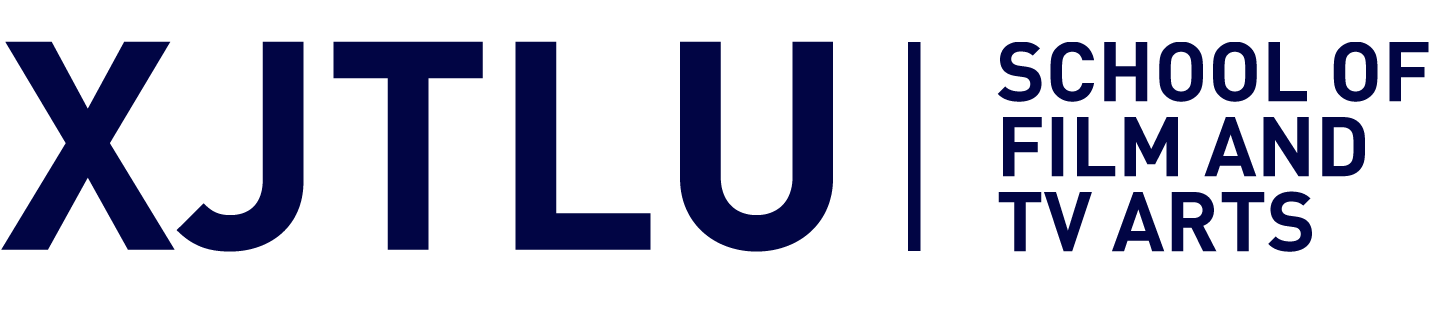 XJTLU
SCHOOL OF
FILM AND
TV ARTS